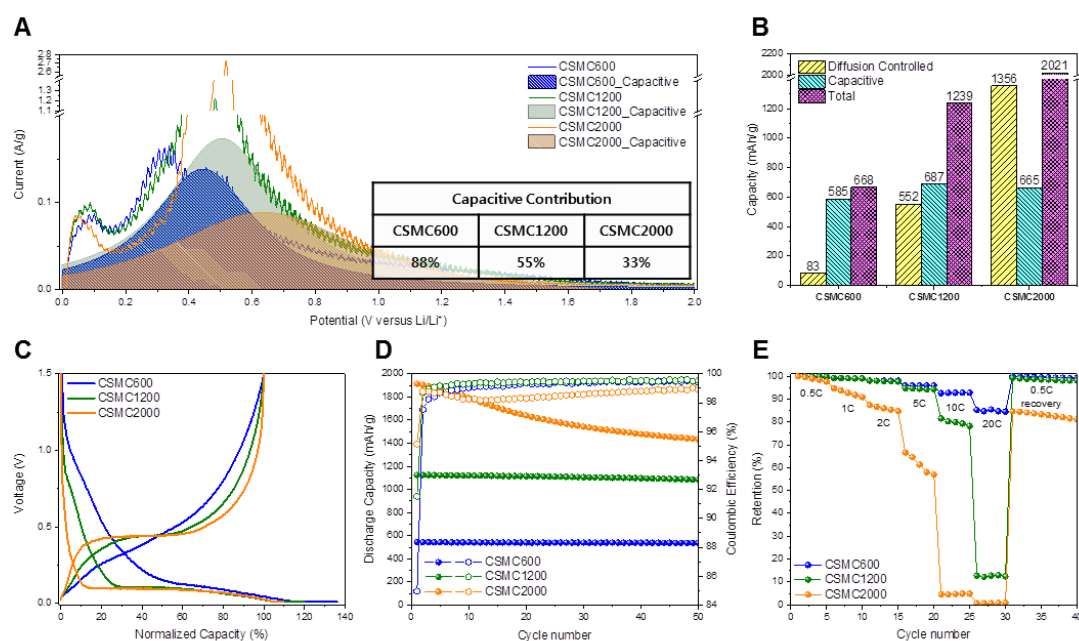 A
2.8
2.7
2.6
1.3
1.2
1.1
0.1
0.0
Current (A/g)
CSMC600
CSMC600_Capacitive
CSMC1200
CSMC1200_Capacitive
CSMC2000
CSMC2000_Capacitive
Capacitive Contribution
CSMC600 CSMC1200 CSMC2000
88% 55% 33%
0.0 0.2 0.4 0.6 0.8 1.0 1.2 1.4 1.6 1.8 2.0
Potential (V versus Li/Li⁺)
B
2200
2000
1200
1000
800
600
400
200
0
Capacity (mAh/g)
Diffusion Controlled
Capacitive
Total
83 585 668
552 687 1239
1356 665 2021
CSMC600 CSMC1200 CSMC2000
C
1.5
1.0
0.5
0.0
Voltage (V)
CSMC600
CSMC1200
CSMC2000
0 20 40 60 80 100 120 140
Normalized Capacity (%)
D
2000
1800
1600
1400
1200
1000
800
600
400
200
0
Discharge Capacity (mAh/g)
CSMC600
CSMC1200
CSMC2000
100
98
96
94
92
90
88
86
84
Coulombic Efficiency (%)
0 10 20 30 40 50
Cycle number
E
100
90
80
70
60
50
40
30
20
10
0
Retention (%)
0.5C
1C
2C
5C
10C
20C
0.5C
recovery
CSMC600
CSMC1200
CSMC2000
0 5 10 15 20 25 30 35 40
Cycle number